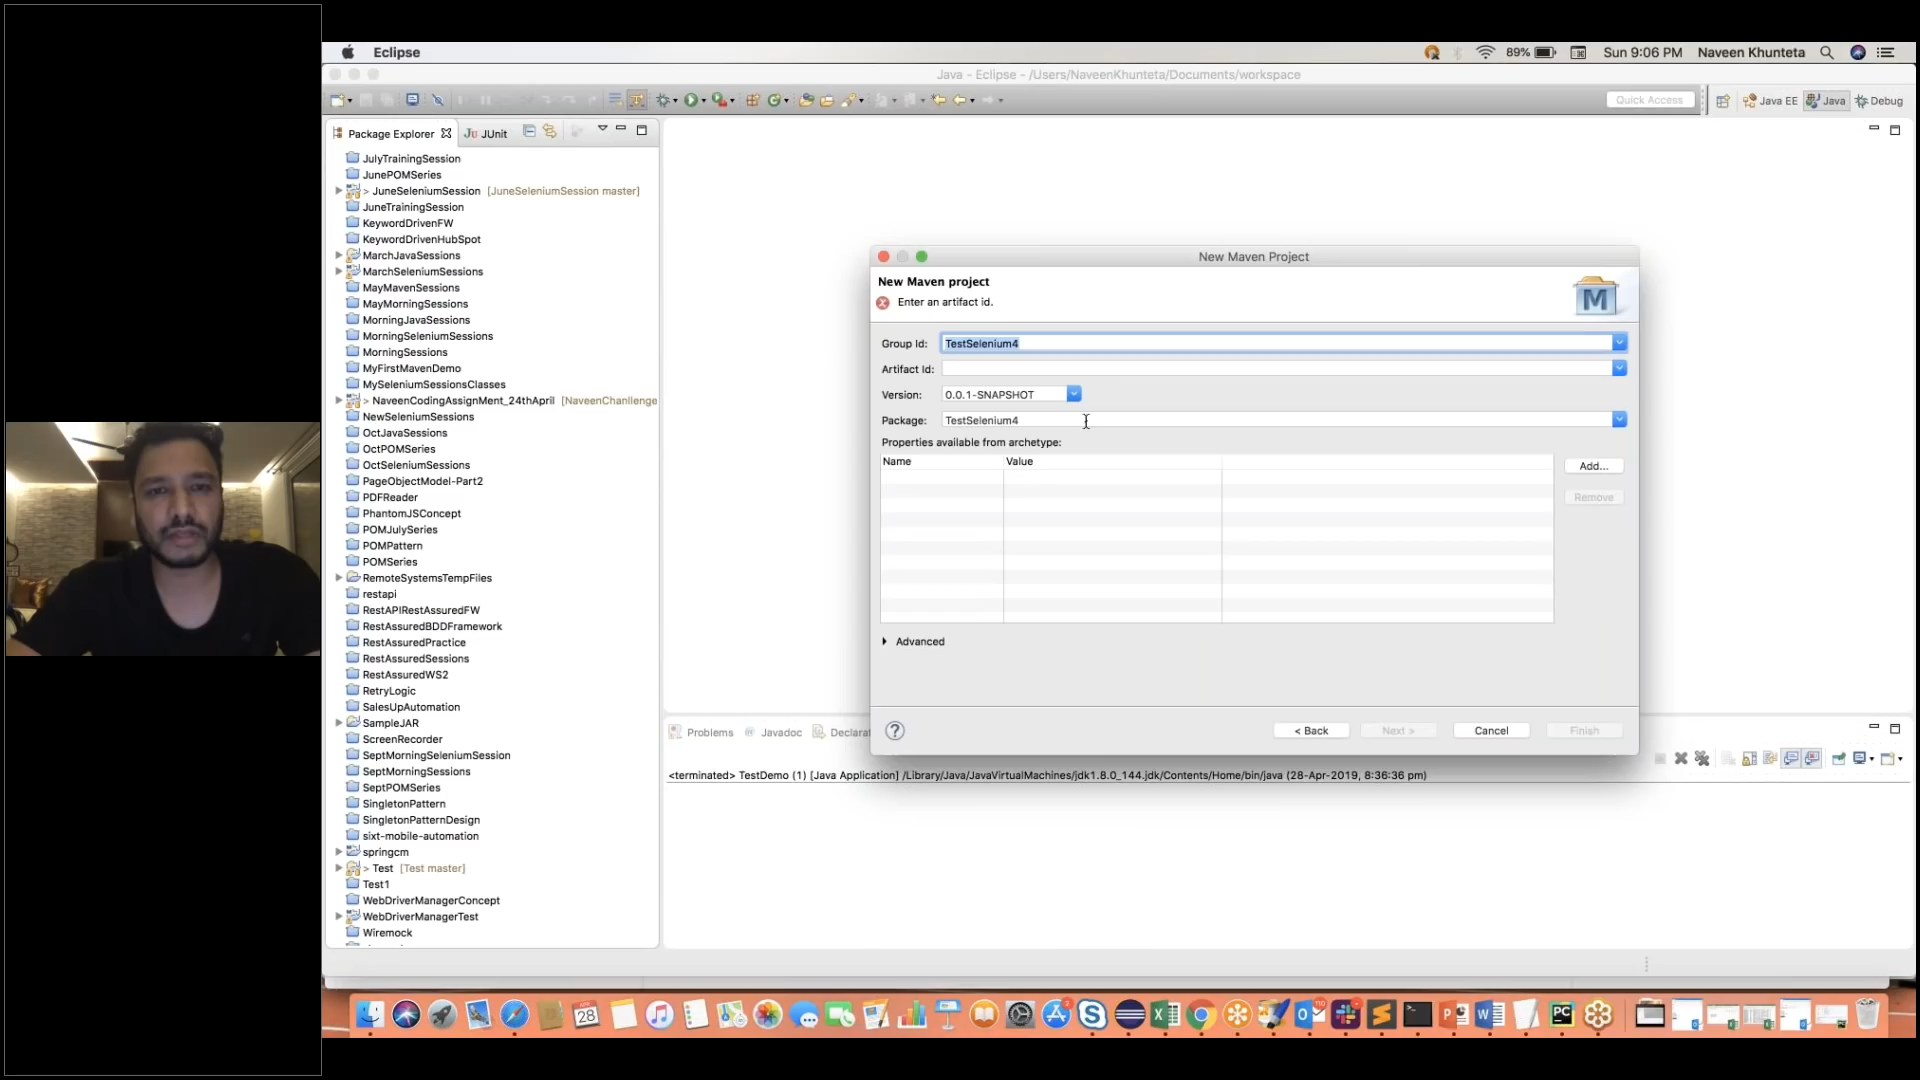 Eclipse
89%
Sun 9:06 PM
Naveen Khunteta
Java - Eclipse - /Users/NaveenKhunteta/Documents/workspace
Quick Access
Java EE
Java
Debug
Package Explorer
JUnit
JulyTrainingSession
JunePOMSeries
> JuneSeleniumSession [JuneSeleniumSession master]
JuneTrainingSession
KeywordDrivenFW
KeywordDrivenHubSpot
MarchJavaSessions
MarchSeleniumSessions
MayMavenSessions
MayMorningSessions
MorningJavaSessions
MorningSeleniumSessions
MorningSessions
MyFirstMavenDemo
MySeleniumSessionsClasses
> NaveenCodingAssignMent_24thApril [NaveenChanllenge
NewSeleniumSessions
OctJavaSessions
OctPOMSeries
OctSeleniumSessions
PageObjectModel-Part2
PDFReader
PhantomJSConcept
POMJulySeries
POMPattern
POMSeries
RemoteSystemsTempFiles
restapi
RestAPIRestAssuredFW
RestAssuredBDDFramework
RestAssuredPractice
RestAssuredSessions
RestAssuredWS2
RetryLogic
SalesUpAutomation
SampleJAR
ScreenRecorder
SeptMorningSeleniumSession
SeptMorningSessions
SeptPOMSeries
SingletonPattern
SingletonPatternDesign
sixt-mobile-automation
springcm
> Test [Test master]
Test1
WebDriverManagerConcept
WebDriverManagerTest
Wiremock
New Maven Project
New Maven project
Enter an artifact id.
M
Group Id: TestSelenium4
Artifact Id:
Version: 0.0.1-SNAPSHOT
Package: TestSelenium4
Properties available from archetype:
Name Value
Add...
Remove
Advanced
?
< Back
Next >
Cancel
Finish
Problems
@ Javadoc
Declarat
<terminated> TestDemo (1) [Java Application] /Library/Java/JavaVirtualMachines/jdk1.8.0_144.jdk/Contents/Home/bin/java (28-Apr-2019, 8:36:36 pm)
28
2
110
PC